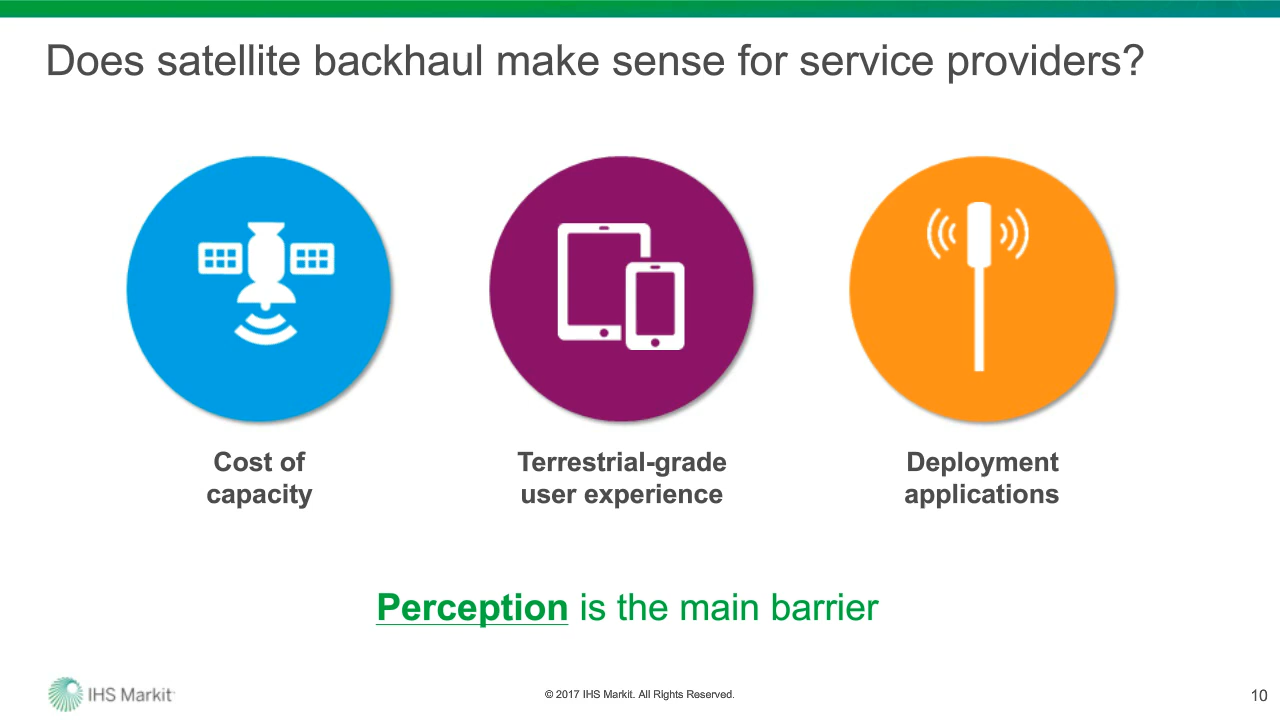 Does satellite backhaul make sense for service providers?
Cost of
capacity
Terrestrial-grade
user experience
Deployment
applications
Perception is the main barrier
IHS Markit
© 2017 IHS Markit. All Rights Reserved.
10